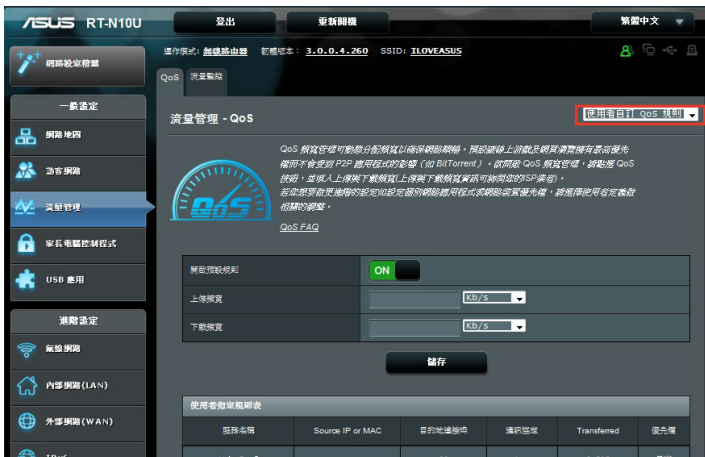 ASUS RT-N10U 登出 重新開機 繁體中文
操作模式: 無線路由器 韌體版本: 3.0.0.4.260 SSID: ILOVEASUS
網路設定精靈
QoS 流量監控
一般設定
流量管理 - QoS 使用者自訂 QoS 規則
網路地圖
訪客網路
流量管理
家長電腦控制程式
USB 應用
QoS 頻寬管理可動態分配頻寬以確保網路順暢。預設讓線上遊戲及網頁瀏覽擁有最高優先
權而不會受到 P2P 應用程式的影響 (如 BitTorrent)。欲開啟 QoS 頻寬管理,請點選 QoS
按鈕,並填入上傳與下載頻寬(上傳與下載頻寬資訊可詢問您的ISP業者)。
若您想要做更進階的設定如設定個別網路應用程式或網路裝置優先權,請選擇使用者定義做
相關的調整。
QoS
QoS FAQ
開啟預設規則 ON
上傳頻寬 Kb/s
下載頻寬 Kb/s
儲存
進階設定
無線網路
內部網路(LAN)
外部網路(WAN)
使用者指定規則表
服務名稱 Source IP or MAC 目的地連接埠 通訊協定 Transferred 優先權